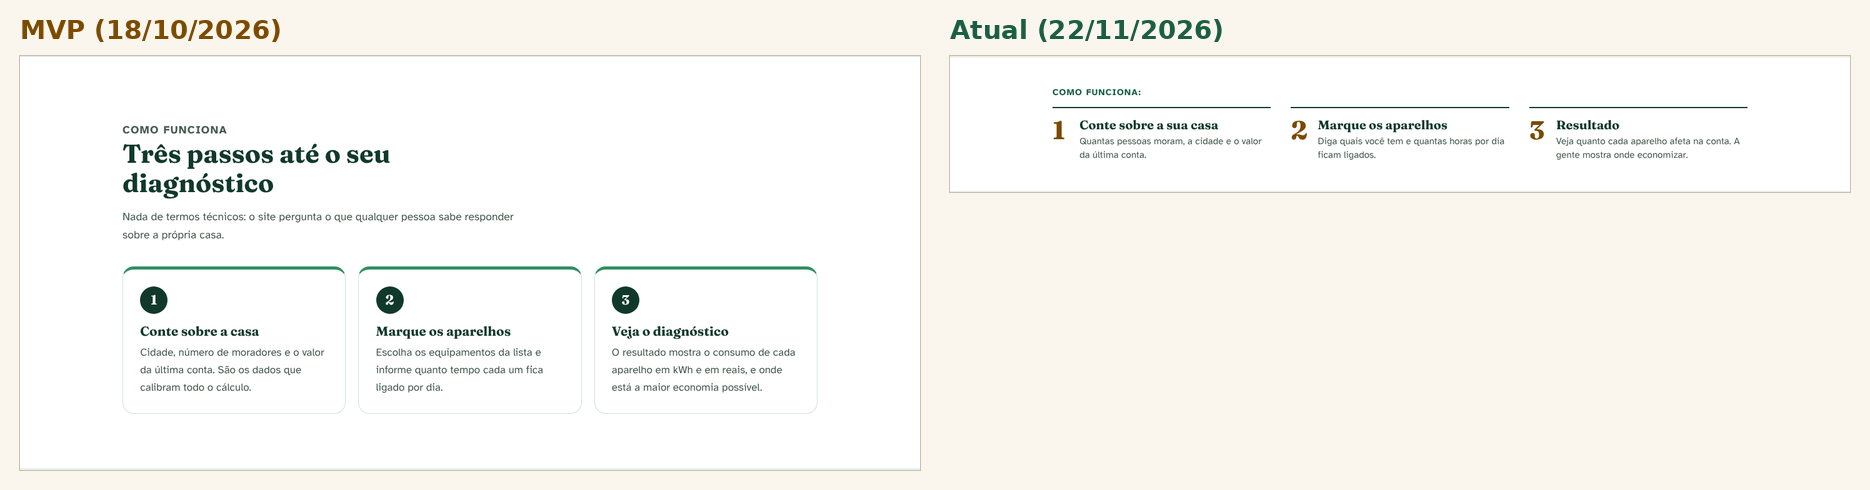 MVP (18/10/2026)
COMO FUNCIONA
Três passos até o seu
diagnóstico
Nada de termos técnicos: o site pergunta o que qualquer pessoa sabe responder
sobre a própria casa.
1
Conte sobre a casa
Cidade, número de moradores e o valor
da última conta. São os dados que
calibram todo o cálculo.
2
Marque os aparelhos
Escolha os equipamentos da lista e
informe quanto tempo cada um fica
ligado por dia.
3
Veja o diagnóstico
O resultado mostra o consumo de cada
aparelho em kWh e em reais, e onde
está a maior economia possível.
Atual (22/11/2026)
COMO FUNCIONA:
1
Conte sobre a sua casa
Quantas pessoas moram, a cidade e o valor
da última conta.
2
Marque os aparelhos
Diga quais você tem e quantas horas por dia
ficam ligados.
3
Resultado
Veja quanto cada aparelho afeta na conta. A
gente mostra onde economizar.